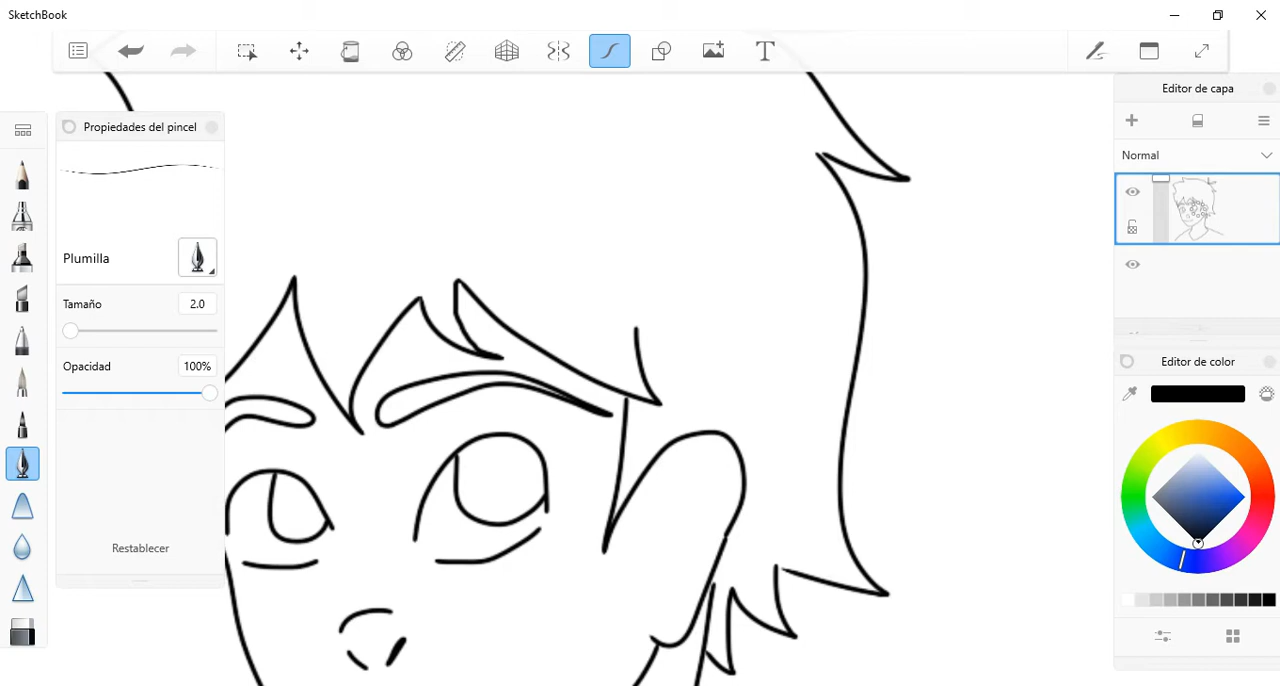 SketchBook
T
Propiedades del pincel
Plumilla
Tamaño 2.0
Opacidad 100%
Restablecer
Editor de capa
Normal
Editor de color